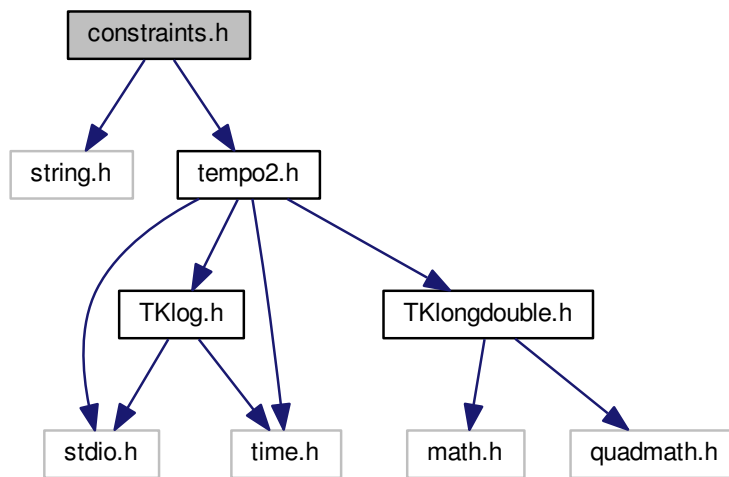 constraints.h
string.h
tempo2.h
TKlog.h
TKlongdouble.h
stdio.h
time.h
math.h
quadmath.h